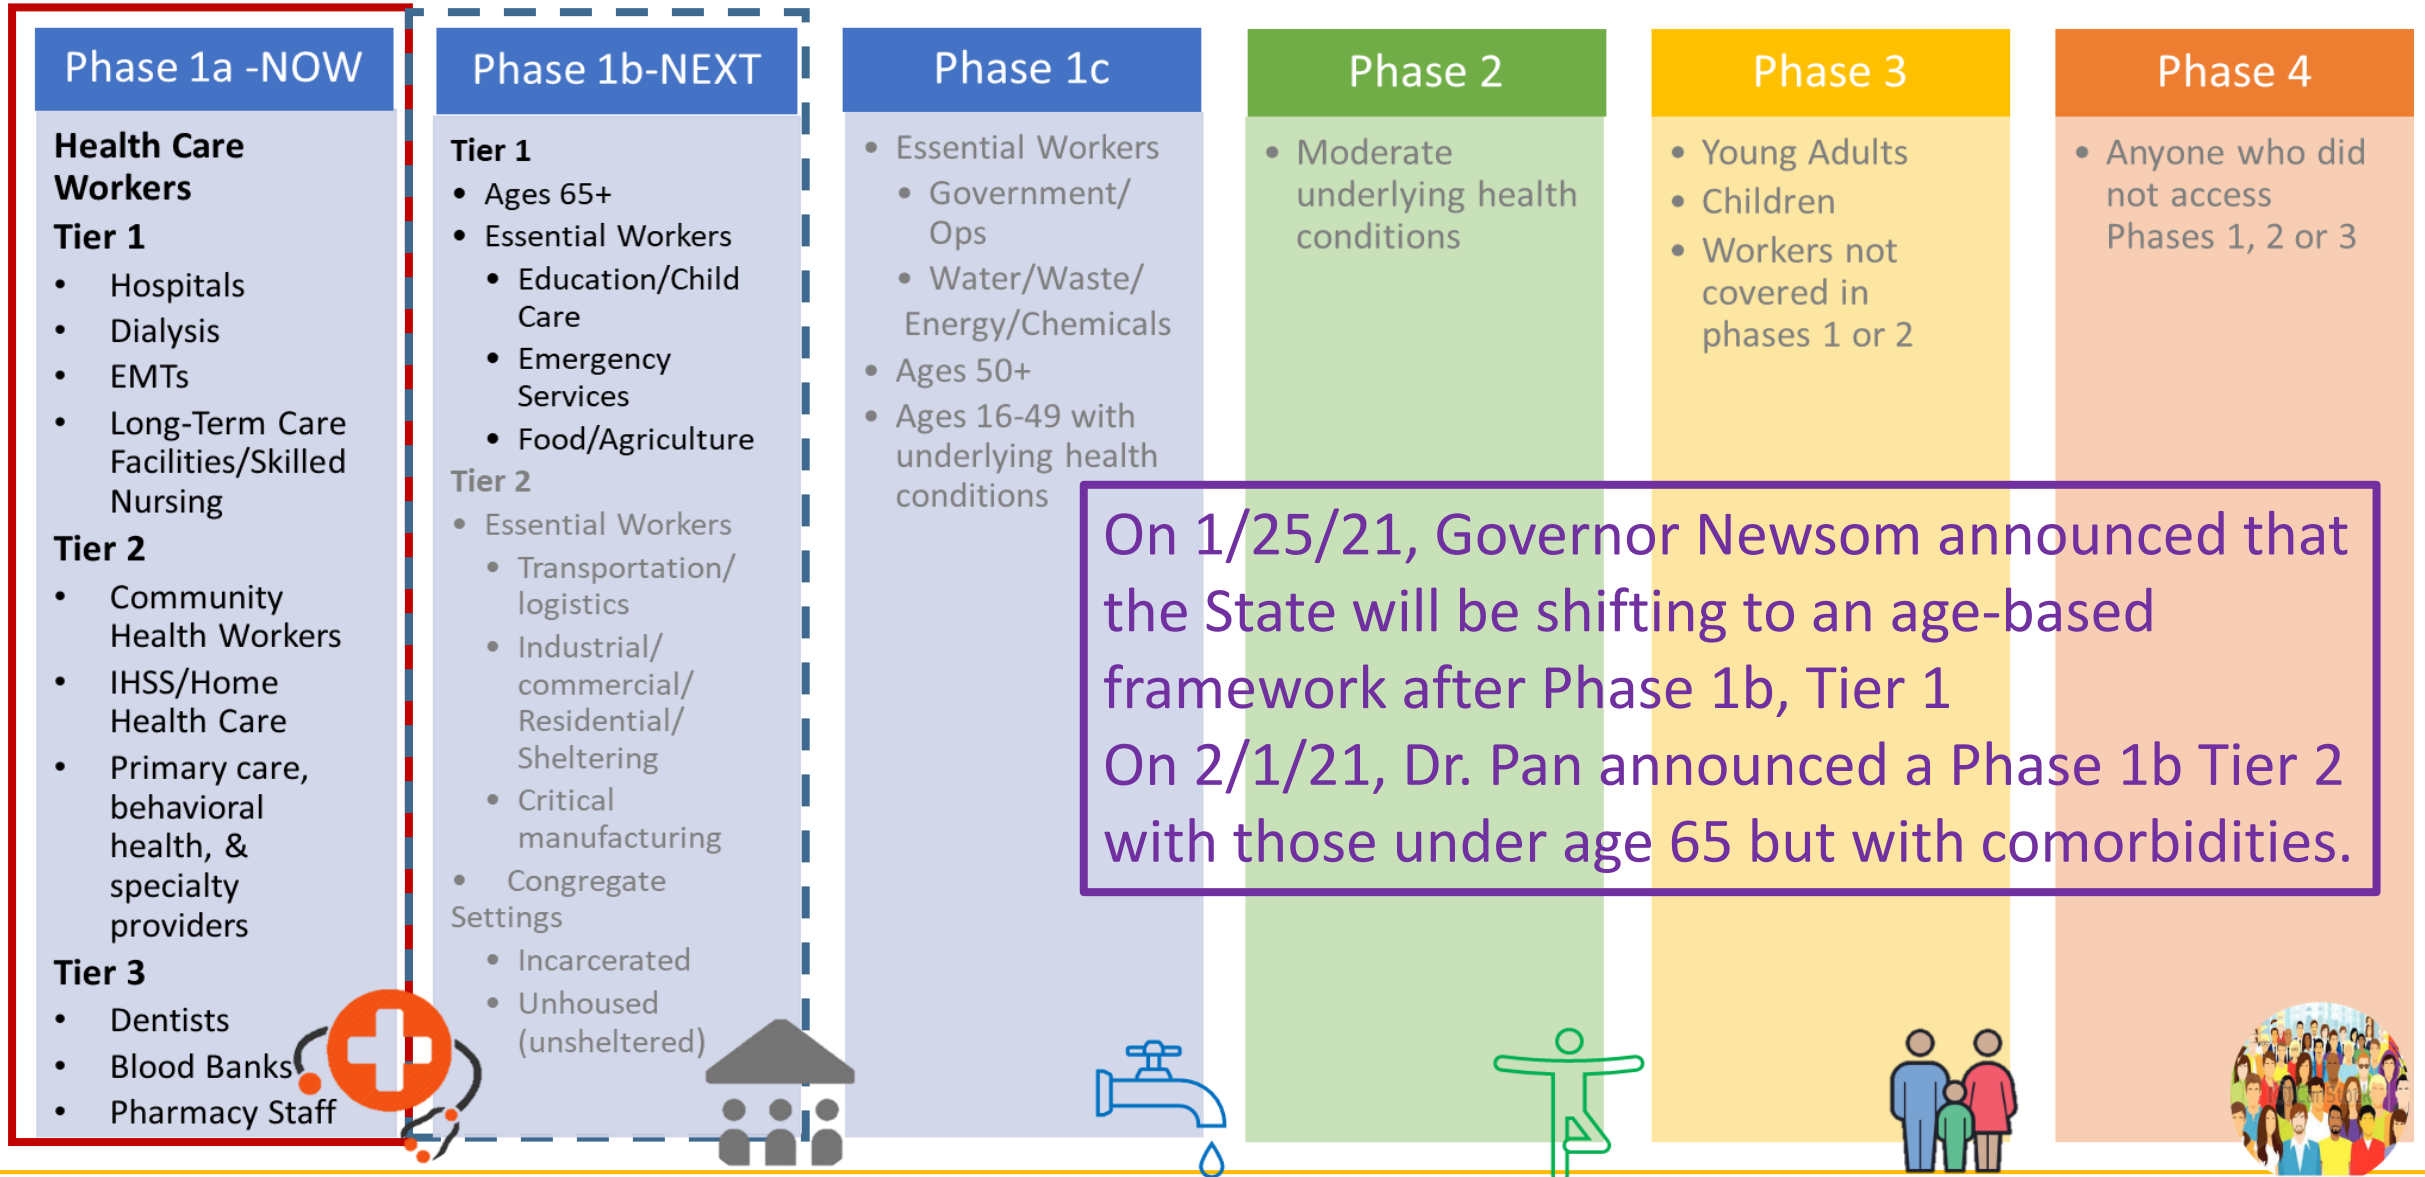 Phase 1a -NOW
Health Care
Workers
Tier 1
• Hospitals
• Dialysis
• EMTs
• Long-Term Care
Facilities/Skilled
Nursing
Tier 2
• Community
Health Workers
• IHSS/Home
Health Care
• Primary care,
behavioral
health, &
specialty
providers
Tier 3
• Dentists
• Blood Banks
• Pharmacy Staff
Phase 1b-NEXT
Tier 1
• Ages 65+
• Essential Workers
• Education/Child
Care
• Emergency
Services
• Food/Agriculture
Tier 2
• Essential Workers
• Transportation/
logistics
• Industrial/
commercial/
Residential/
Sheltering
• Critical
manufacturing
• Congregate
Settings
• Incarcerated
• Unhoused
(unsheltered)
Phase 1c
• Essential Workers
• Government/
Ops
• Water/Waste/
Energy/Chemicals
• Ages 50+
• Ages 16-49 with
underlying health
conditions
Phase 2
• Moderate
underlying health
conditions
Phase 3
• Young Adults
• Children
• Workers not
covered in
phases 1 or 2
Phase 4
• Anyone who did
not access
Phases 1, 2 or 3
On 1/25/21, Governor Newsom announced that
the State will be shifting to an age-based
framework after Phase 1b, Tier 1
On 2/1/21, Dr. Pan announced a Phase 1b Tier 2
with those under age 65 but with comorbidities.